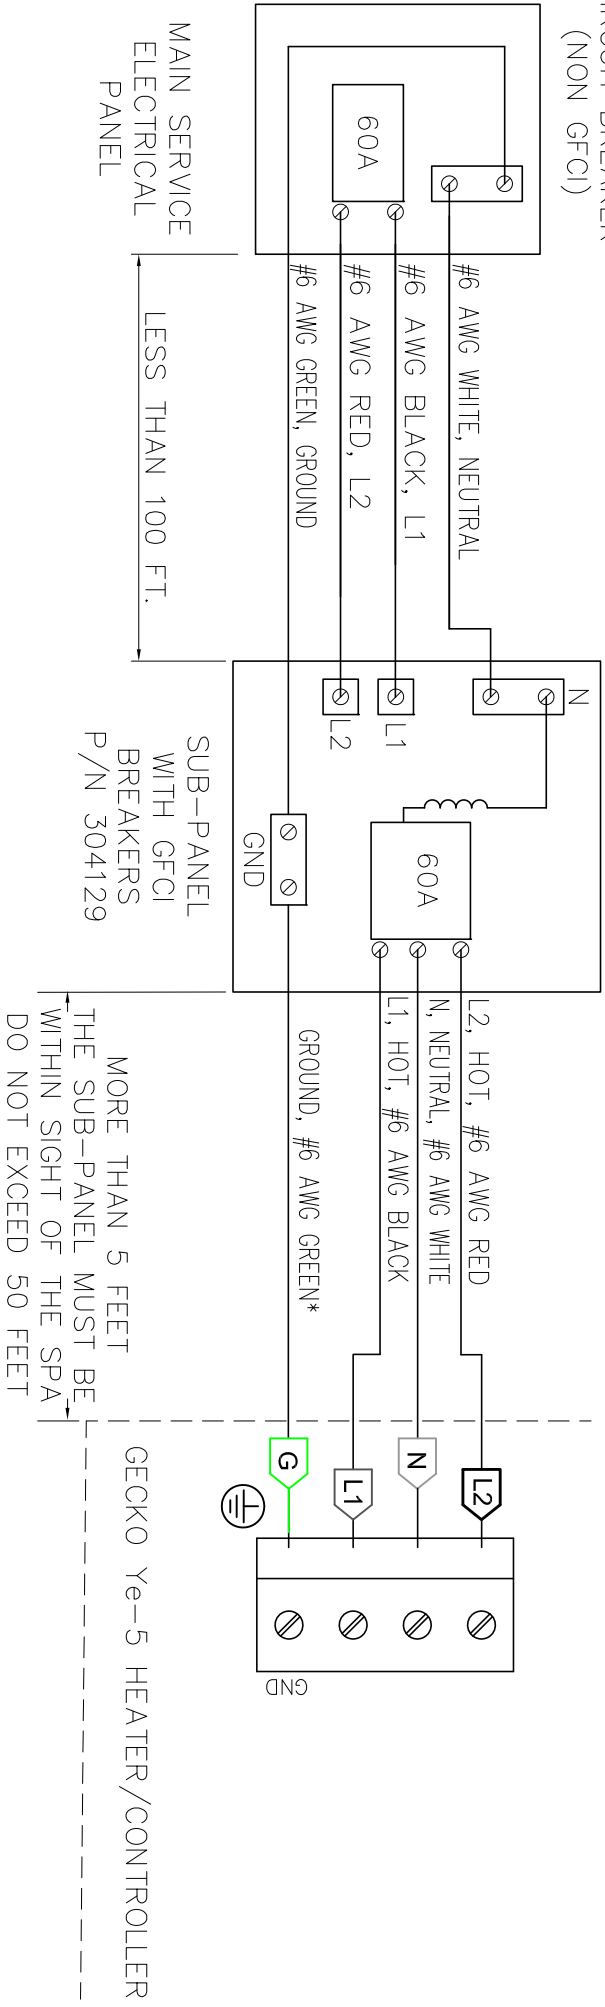 (NON GFCI)
60A
MAIN SERVICE
ELECTRICAL
PANEL
#6 AWG WHITE, NEUTRAL
#6 AWG BLACK, L1
#6 AWG RED, L2
#6 AWG GREEN, GROUND
LESS THAN 100 FT.
N
L1
L2
60A
GND
SUB-PANEL
WITH GFCI
BREAKERS
P/N 304129
L2, HOT, #6 AWG RED
N, NEUTRAL, #6 AWG WHITE
L1, HOT, #6 AWG BLACK
GROUND, #6 AWG GREEN*
MORE THAN 5 FEET
THE SUB-PANEL MUST BE
WITHIN SIGHT OF THE SPA
DO NOT EXCEED 50 FEET
L2
N
L1
G
GND
GECKO Ye-5 HEATER/CONTROLLER